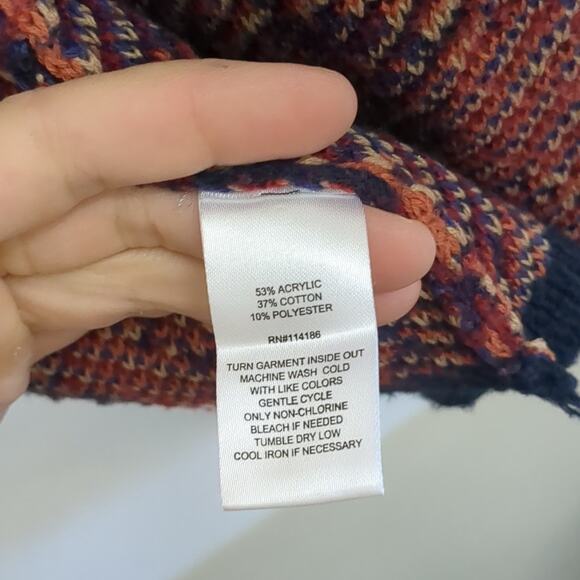 53% ACRYLIC
37% COTTON
10% POLYESTER
RN#114186
TURN GARMENT INSIDE OUT
MACHINE WASH COLD
WITH LIKE COLORS
GENTLE CYCLE
ONLY NON-CHLORINE
BLEACH IF NEEDED
TUMBLE DRY LOW
COOL IRON IF NECESSARY